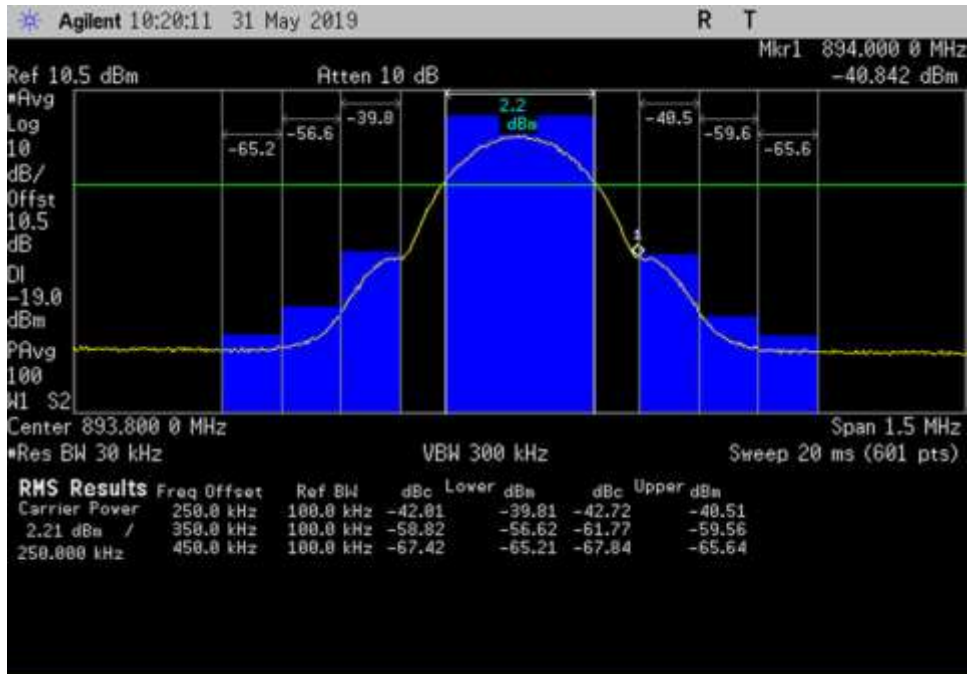 Agilent 10:20:11 31 May 2019 R T
Mkr1 894.000 0 MHz
Ref 10.5 dBm Atten 10 dB -40.842 dBm
*Avg
Log
10
dB/
Offst
10.5
dB
DI
-19.0
dBm
PAvg
100
W1 S2
-65.2
-56.6
-39.8
2.2
dBm
-40.5
-59.6
-65.6
1
Center 893.800 0 MHz Span 1.5 MHz
*Res BW 30 kHz VBW 300 kHz Sweep 20 ms (601 pts)
RMS Results Freq Offset Ref BW dBc Lower dBm dBc Upper dBm
Carrier Power 250.0 kHz 100.0 kHz -42.01 -39.81 -42.72 -40.51
2.21 dBm / 350.0 kHz 100.0 kHz -58.82 -56.62 -61.77 -59.56
250.000 kHz 450.0 kHz 100.0 kHz -67.42 -65.21 -67.84 -65.64